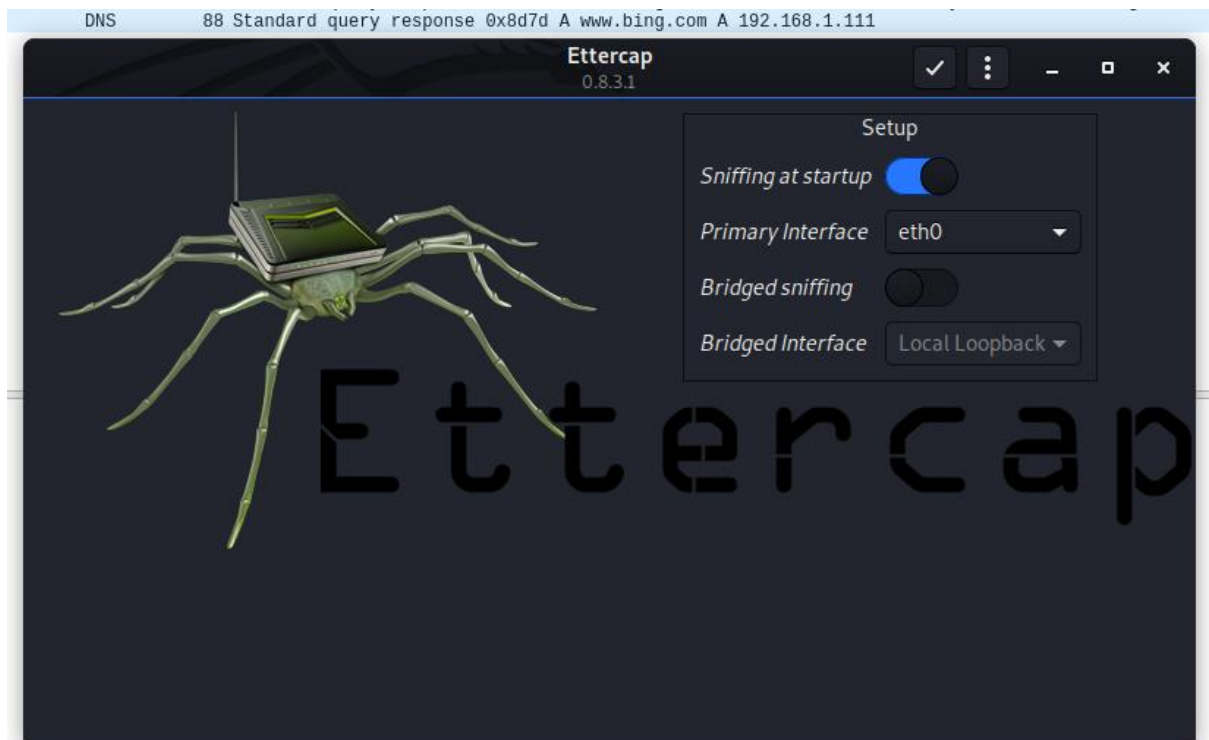 DNS 88 Standard query response 0x8d7d A www.bing.com A 192.168.1.111
Ettercap
0.8.3.1
Setup
Sniffing at startup
Primary Interface eth0
Bridged sniffing
Bridged Interface Local Loopback
Ettercap